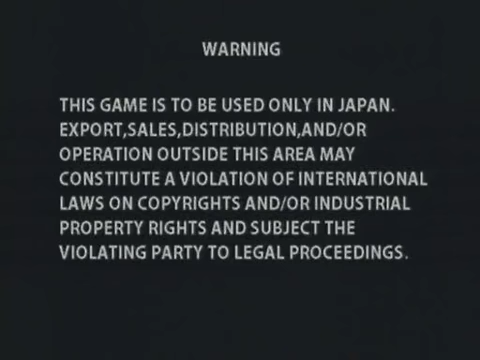 WARNING
THIS GAME IS TO BE USED ONLY IN JAPAN.
EXPORT,SALES,DISTRIBUTION,AND/OR
OPERATION OUTSIDE THIS AREA MAY
CONSTITUTE A VIOLATION OF INTERNATIONAL
LAWS ON COPYRIGHTS AND/OR INDUSTRIAL
PROPERTY RIGHTS AND SUBJECT THE
VIOLATING PARTY TO LEGAL PROCEEDINGS.